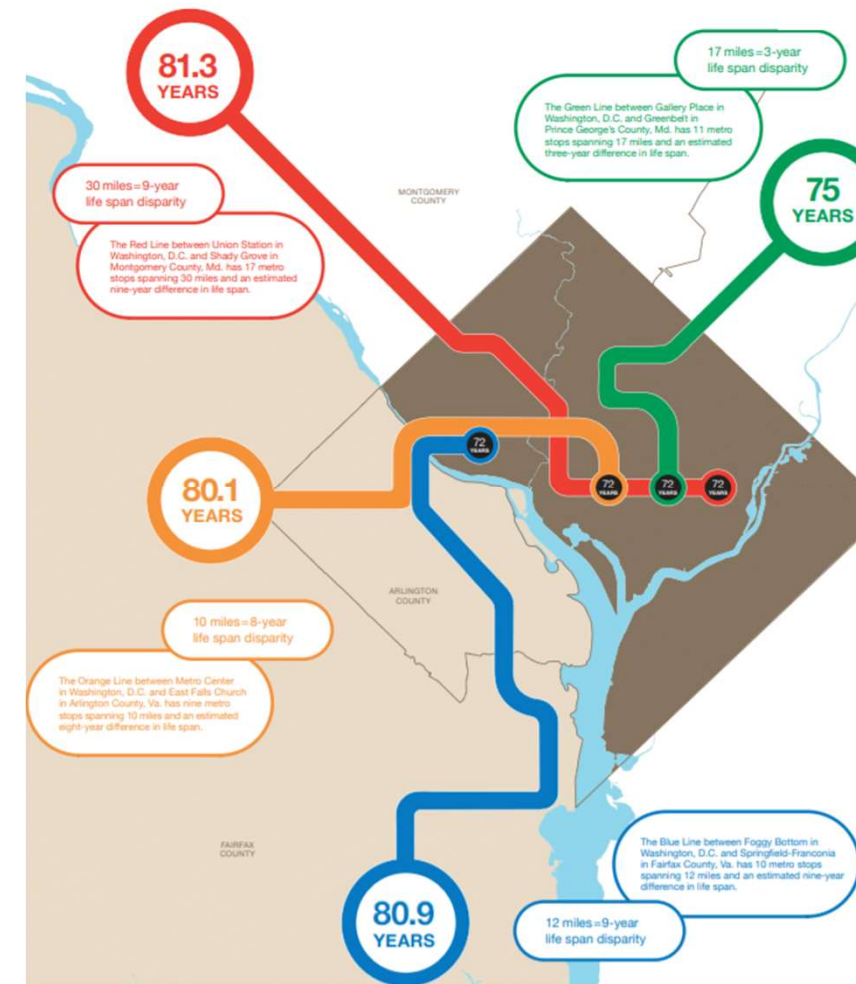 81.3
YEARS
17 miles=3-year
life span disparity
The Green Line between Gallery Place in
Washington, D.C. and Greenbelt in
Prince George's County, Md. has 11 metro
stops spanning 17 miles and an estimated
three-year difference in life span.
30 miles=9-year
life span disparity
MONTGOMERY
COUNTY
75
YEARS
The Red Line between Union Station in
Washington, D.C. and Shady Grove in
Montgomery County, Md. has 17 metro
stops spanning 30 miles and an estimated
nine-year difference in life span.
72
YEARS
80.1
YEARS
72
YEARS
72
YEARS
72
YEARS
ARLINGTON
COUNTY
10 miles=8-year
life span disparity
The Orange Line between Metro Center
in Washington, D.C. and East Falls Church
in Arlington County, Va. has nine metro
stops spanning 10 miles and an estimated
eight-year difference in life span.
FAIRFAX
COUNTY
The Blue Line between Foggy Bottom in
Washington, D.C. and Springfield-Franconia
in Fairfax County, Va. has 10 metro stops
spanning 12 miles and an estimated nine-year
difference in life span.
80.9
YEARS
12 miles=9-year
life span disparity